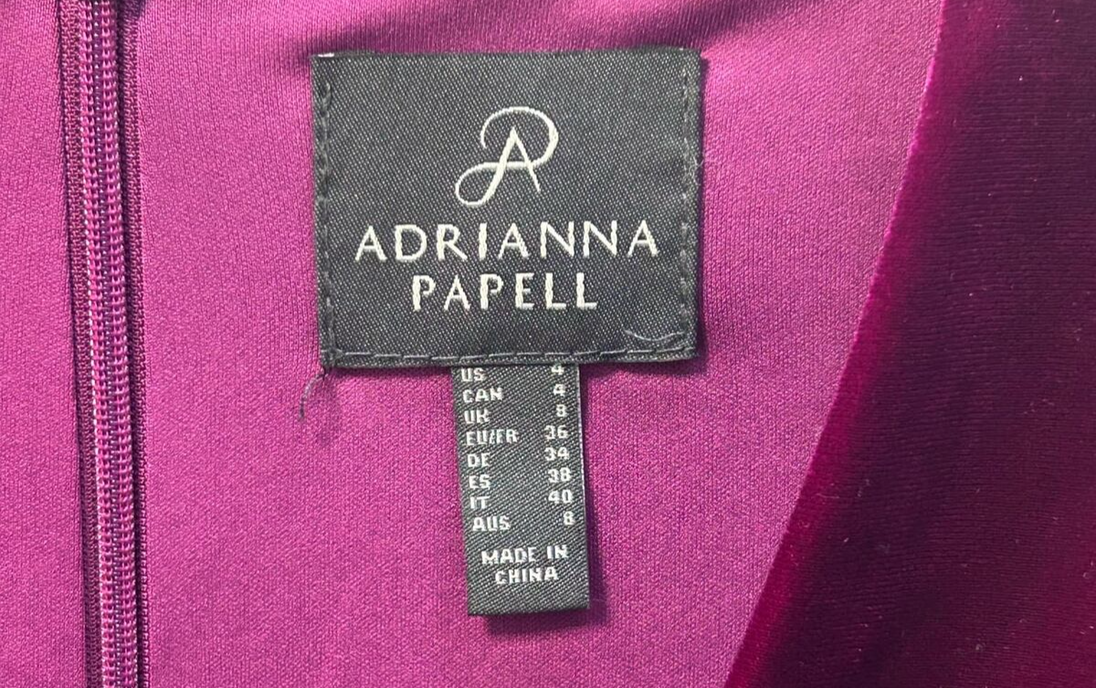 AP
ADRIANNA
PAPELL
US 4
CAN 4
UK 8
EU/FR 36
DE 34
ES 38
IT 40
AUS 8
MADE IN
CHINA